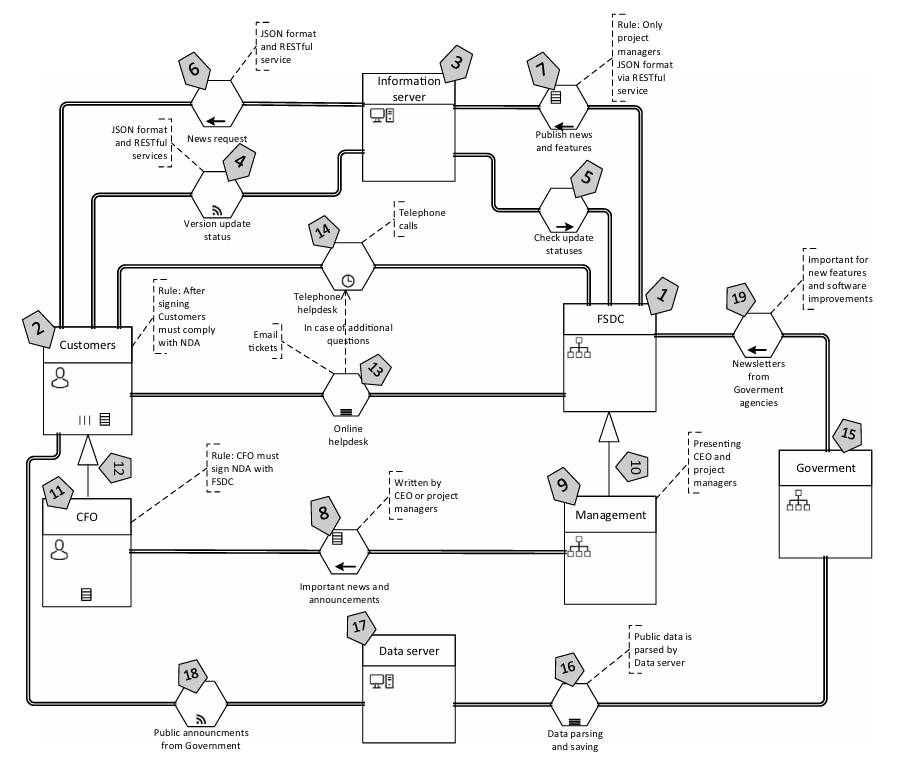 6
JSON format
and RESTful
service
News request
3
Information
server
7
Rule: Only
project
managers
JSON format
via RESTful
service
Publish news
and features
JSON format
and RESTful
services
4
Version update
status
5
Check update
statuses
14
Telephone
calls
Telephone
helpdesk
In case of additional
questions
Email
tickets
13
Online
helpdesk
2
Customers
Rule: After
signing
Customers
must comply
with NDA
1
FSDC
19
Important for
new features
and software
improvements
Newsletters
from
Goverment
agencies
15
Goverment
12
10
11
CFO
Rule: CFO must
sign NDA with
FSDC
8
Written by
CEO or project
managers
Important news and
announcements
9
Management
Presenting
CEO and
project
managers
17
Data server
18
Public announcments
from Government
16
Public data is
parsed by
Data server
Data parsing
and saving